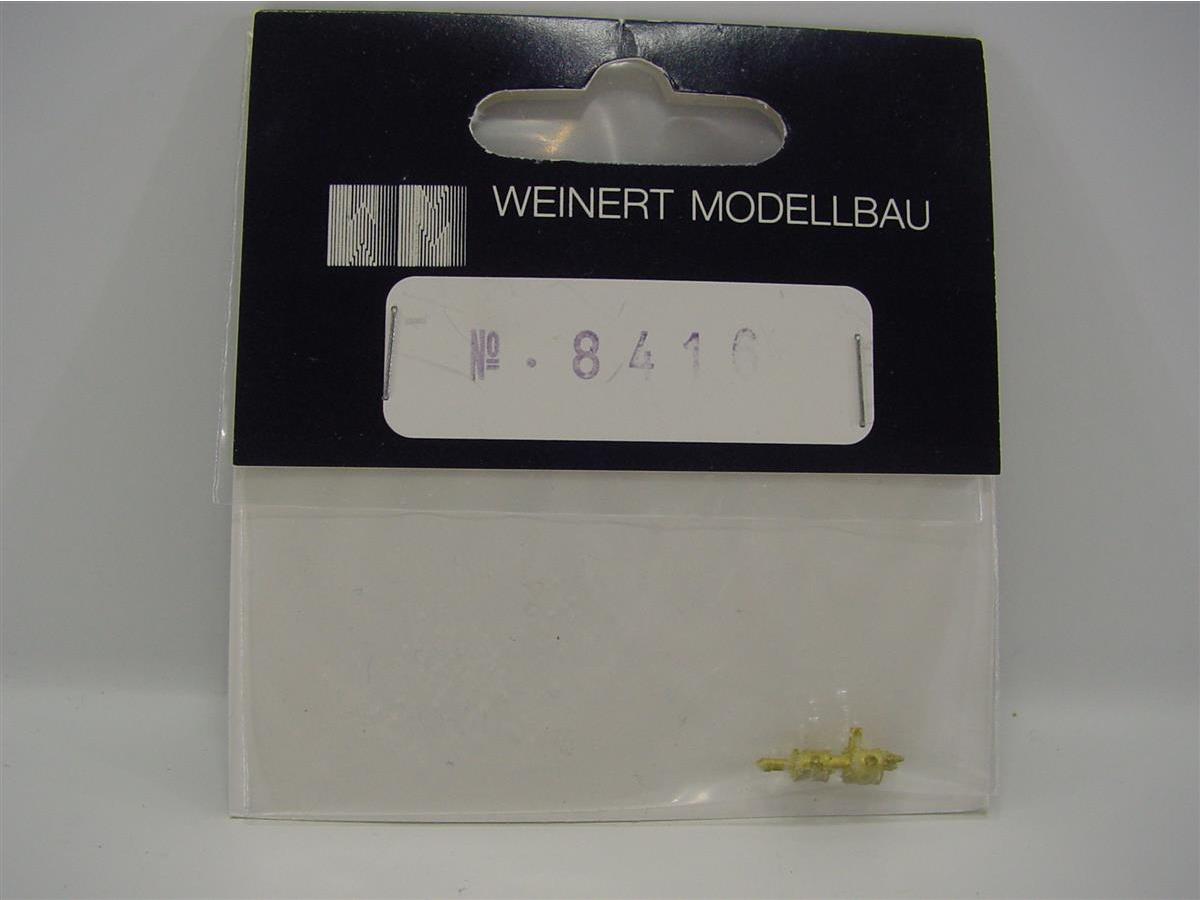 WEINERT MODELLBAU
№ . 8416